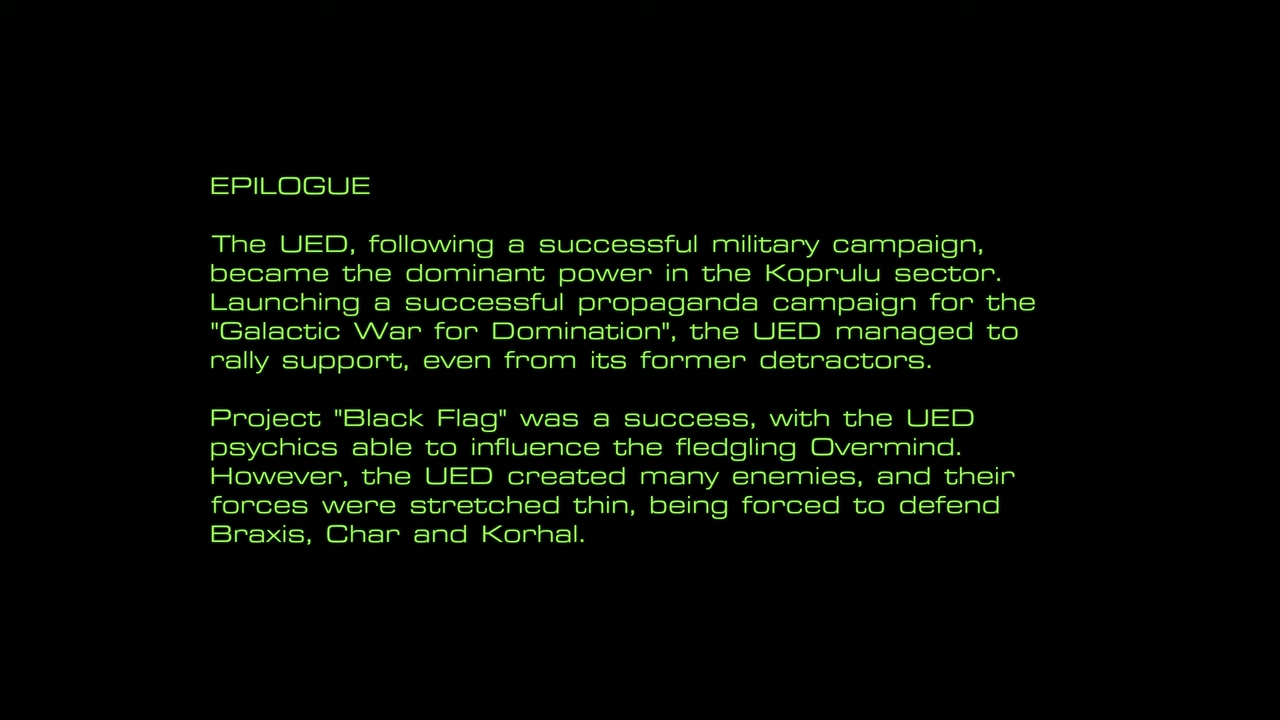 EPILOGUE
The UED, following a successful military campaign,
became the dominant power in the Koprulu sector.
Launching a successful propaganda campaign for the
"Galactic War for Domination", the UED managed to
rally support, even from its former detractors.
Project "Black Flag" was a success, with the UED
psychics able to influence the fledgling Overmind.
However, the UED created many enemies, and their
forces were stretched thin, being forced to defend
Braxis, Char and Korhal.